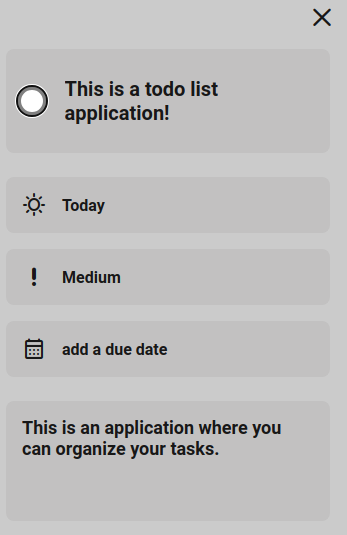 This is a todo list
application!
Today
Medium
add a due date
This is an application where you
can organize your tasks.